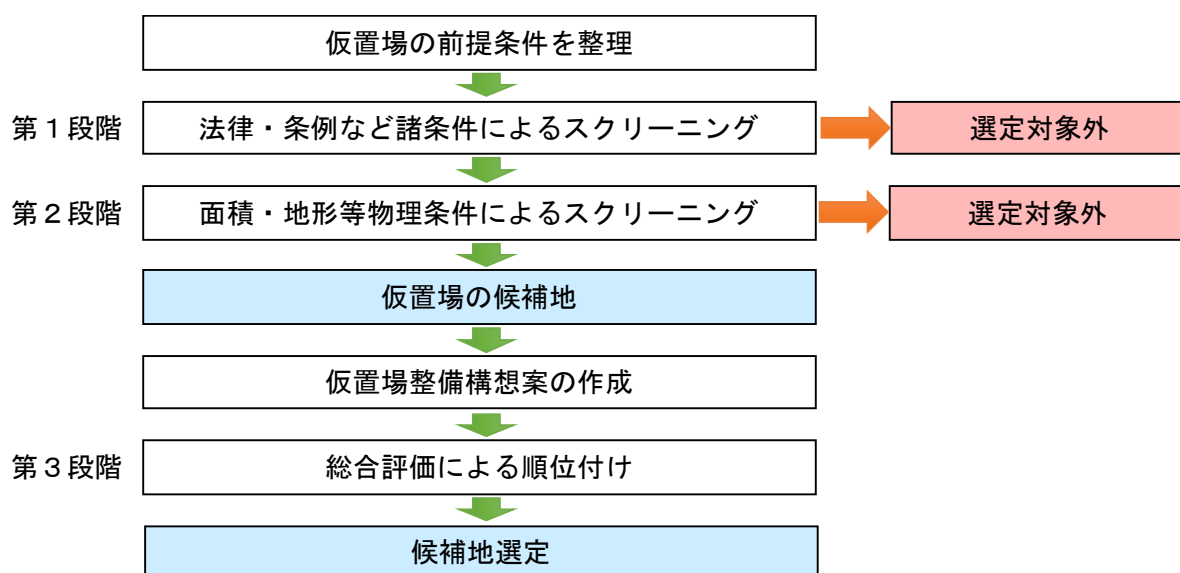 仮置場の前提条件を整理
第１段階
法律・条例など諸条件によるスクリーニング
選定対象外
第２段階
面積・地形等物理条件によるスクリーニング
選定対象外
仮置場の候補地
仮置場整備構想案の作成
第３段階
総合評価による順位付け
候補地選定